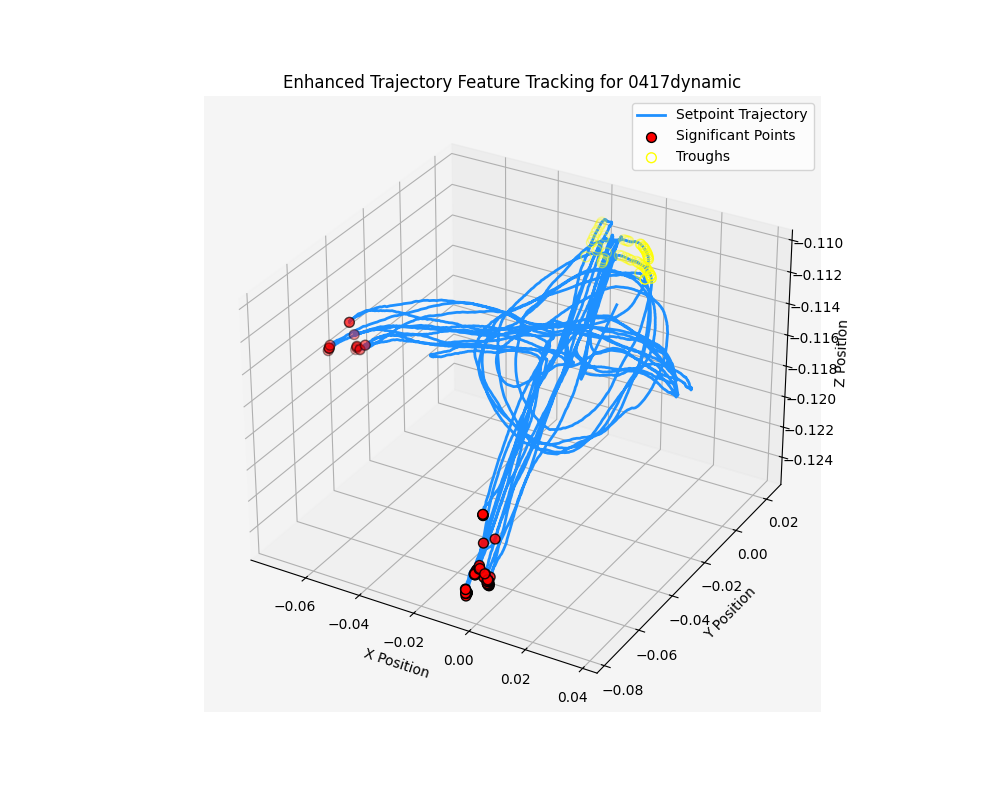 Enhanced Trajectory Feature Tracking for 0417dynamic
Setpoint Trajectory
Significant Points
Troughs
−0.110
−0.112
−0.114
−0.116
−0.118
−0.120
−0.122
−0.124
Z Position
0.02
0.00
−0.02
−0.04
−0.06
−0.08
Y Position
−0.06
−0.04
−0.02
0.00
0.02
0.04
X Position